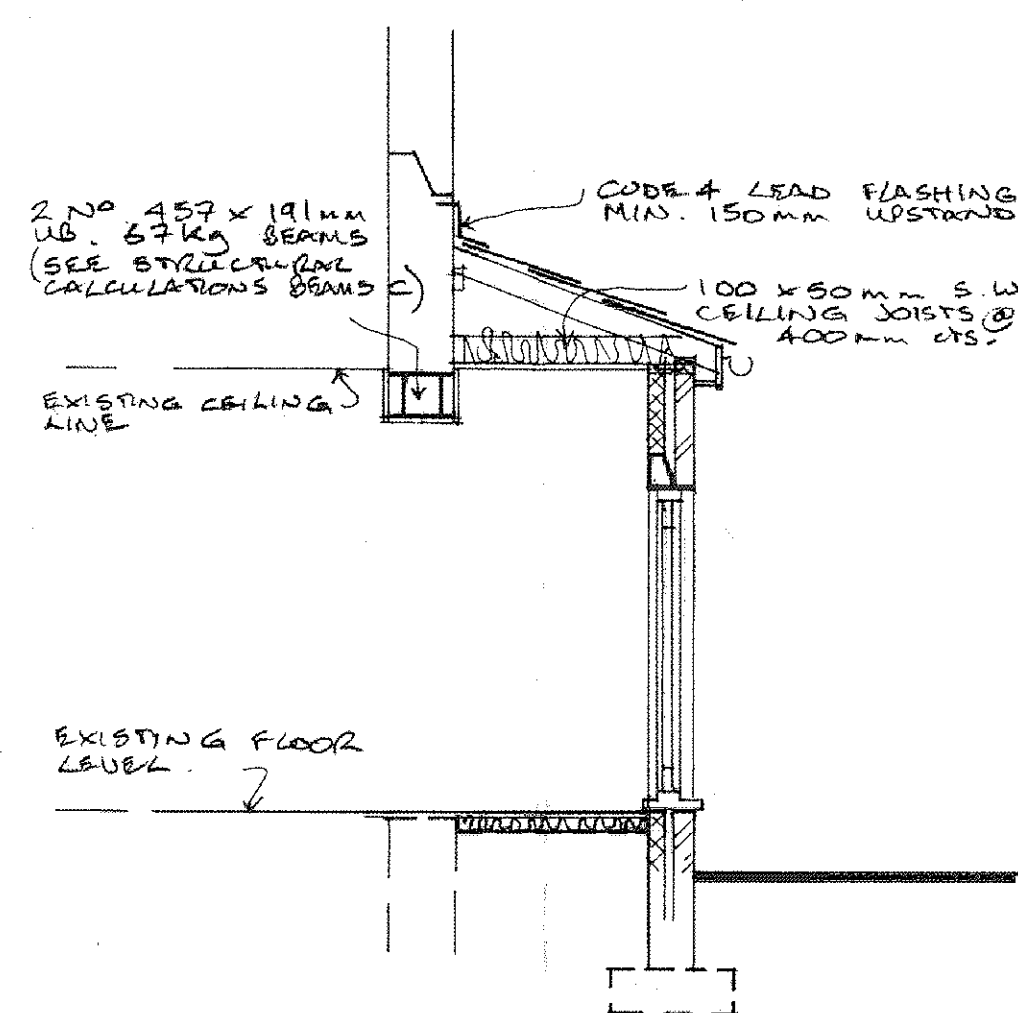 2 Nº 457 x 191mm
UB. 67kg BEAMS
(SEE STRUCTURAL
CALCULATIONS BEAMS C)
CODE 4 LEAD FLASHING
MIN. 150mm UPSTAND
100 x 50mm S.W
CEILING JOISTS @
400mm cts.
EXISTING CEILING
LINE
EXISTING FLOOR
LEVEL.